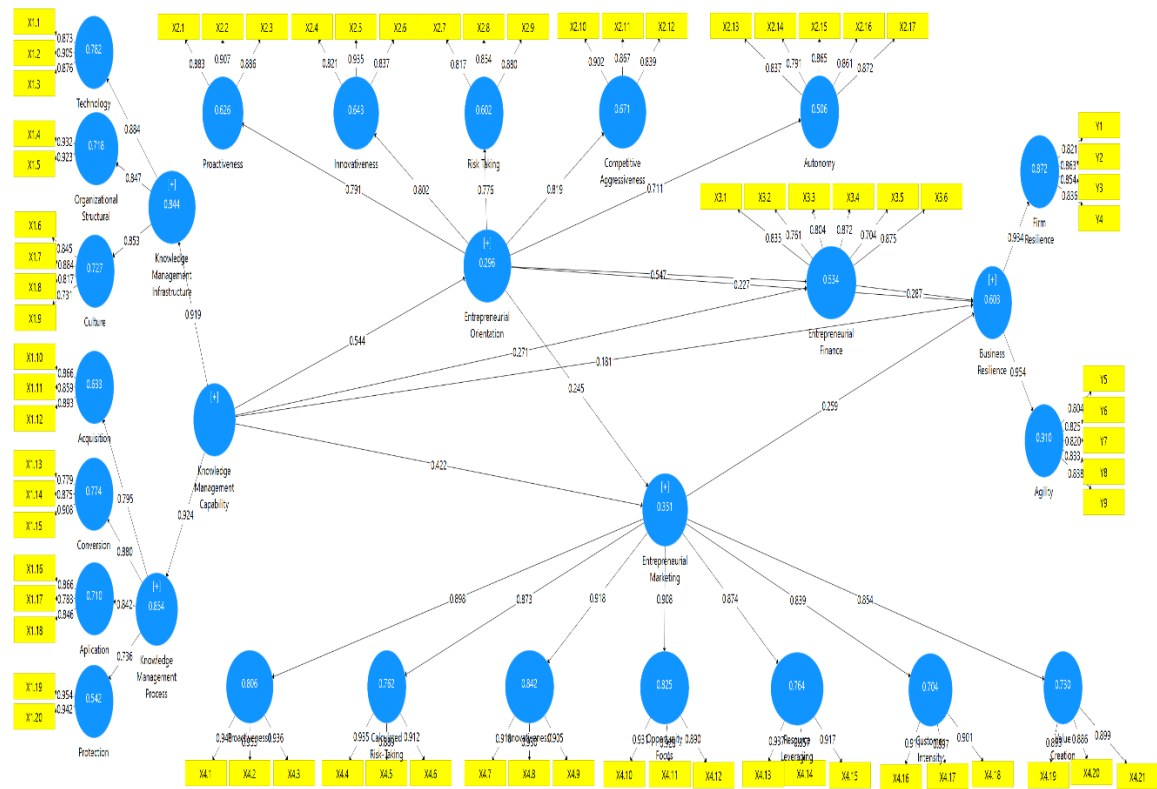 X1.1
0.873
X1.2
0.905
X1.3
0.876
0.782
Technology
0.884
X1.4
0.932
X1.5
0.923
0.718
Organizational
Structural
0.847
X1.6
0.845
X1.7
0.884
X1.8
0.817
X1.9
0.731
0.727
Culture
0.853
[+]
0.844
Knowledge
Management
Infrastructure
0.919
X1.10
0.866
X1.11
0.859
X1.12
0.893
0.633
Acquisition
0.795
X1.13
0.779
X1.14
0.875
X1.15
0.908
0.774
Conversion
0.880
X1.16
0.866
X1.17
0.783
X1.18
0.846
0.710
Aplication
0.842
X1.19
0.954
X1.20
0.942
0.542
Protection
0.736
[+]
0.854
Knowledge
Management
Process
0.924
[+]
Knowledge
Management
Capability
0.544
0.271
0.181
0.422
X2.1
X2.2
X2.3
0.883
0.907
0.886
0.626
Proactiveness
0.791
X2.4
X2.5
X2.6
0.821
0.935
0.837
0.643
Innovativeness
0.802
X2.7
X2.8
X2.9
0.817
0.834
0.880
0.602
Risk Taking
0.775
X2.10
X2.11
X2.12
0.902
0.867
0.839
0.671
Competitive
Aggressiveness
0.819
X2.13
X2.14
X2.15
X2.16
X2.17
0.837
0.791
0.865
0.861
0.872
0.506
Autonomy
0.711
[+]
0.296
Entrepreneurial
Orientation
0.547
0.227
0.245
X3.1
X3.2
X3.3
X3.4
X3.5
X3.6
0.761
0.804
0.872
0.704
0.875
0.534
Entrepreneurial
Finance
0.287
[+]
0.603
Business
Resilience
0.934
0.954
0.259
Y1
0.821
Y2
0.863
Y3
0.854
Y4
0.872
Firm
Resilience
Y5
0.804
Y6
0.825
Y7
0.820
Y8
0.833
Y9
0.910
Agility
[+]
0.351
Entrepreneurial
Marketing
0.898
0.873
0.918
0.908
0.874
0.839
0.854
0.806
Proactiveness
0.936
X4.1
X4.2
X4.3
0.762
Calculated
Risk-Taking
0.935
0.912
X4.4
X4.5
X4.6
0.842
Innovativeness
0.918
0.905
X4.7
X4.8
X4.9
0.825
Opportunity
Focus
0.890
X4.10
X4.11
X4.12
0.764
Resource
Leveraging
0.937
0.917
X4.13
X4.14
X4.15
0.704
Customer
Intensity
0.901
X4.16
X4.17
X4.18
0.730
Value
Creation
0.886
0.899
X4.19
X4.20
X4.21